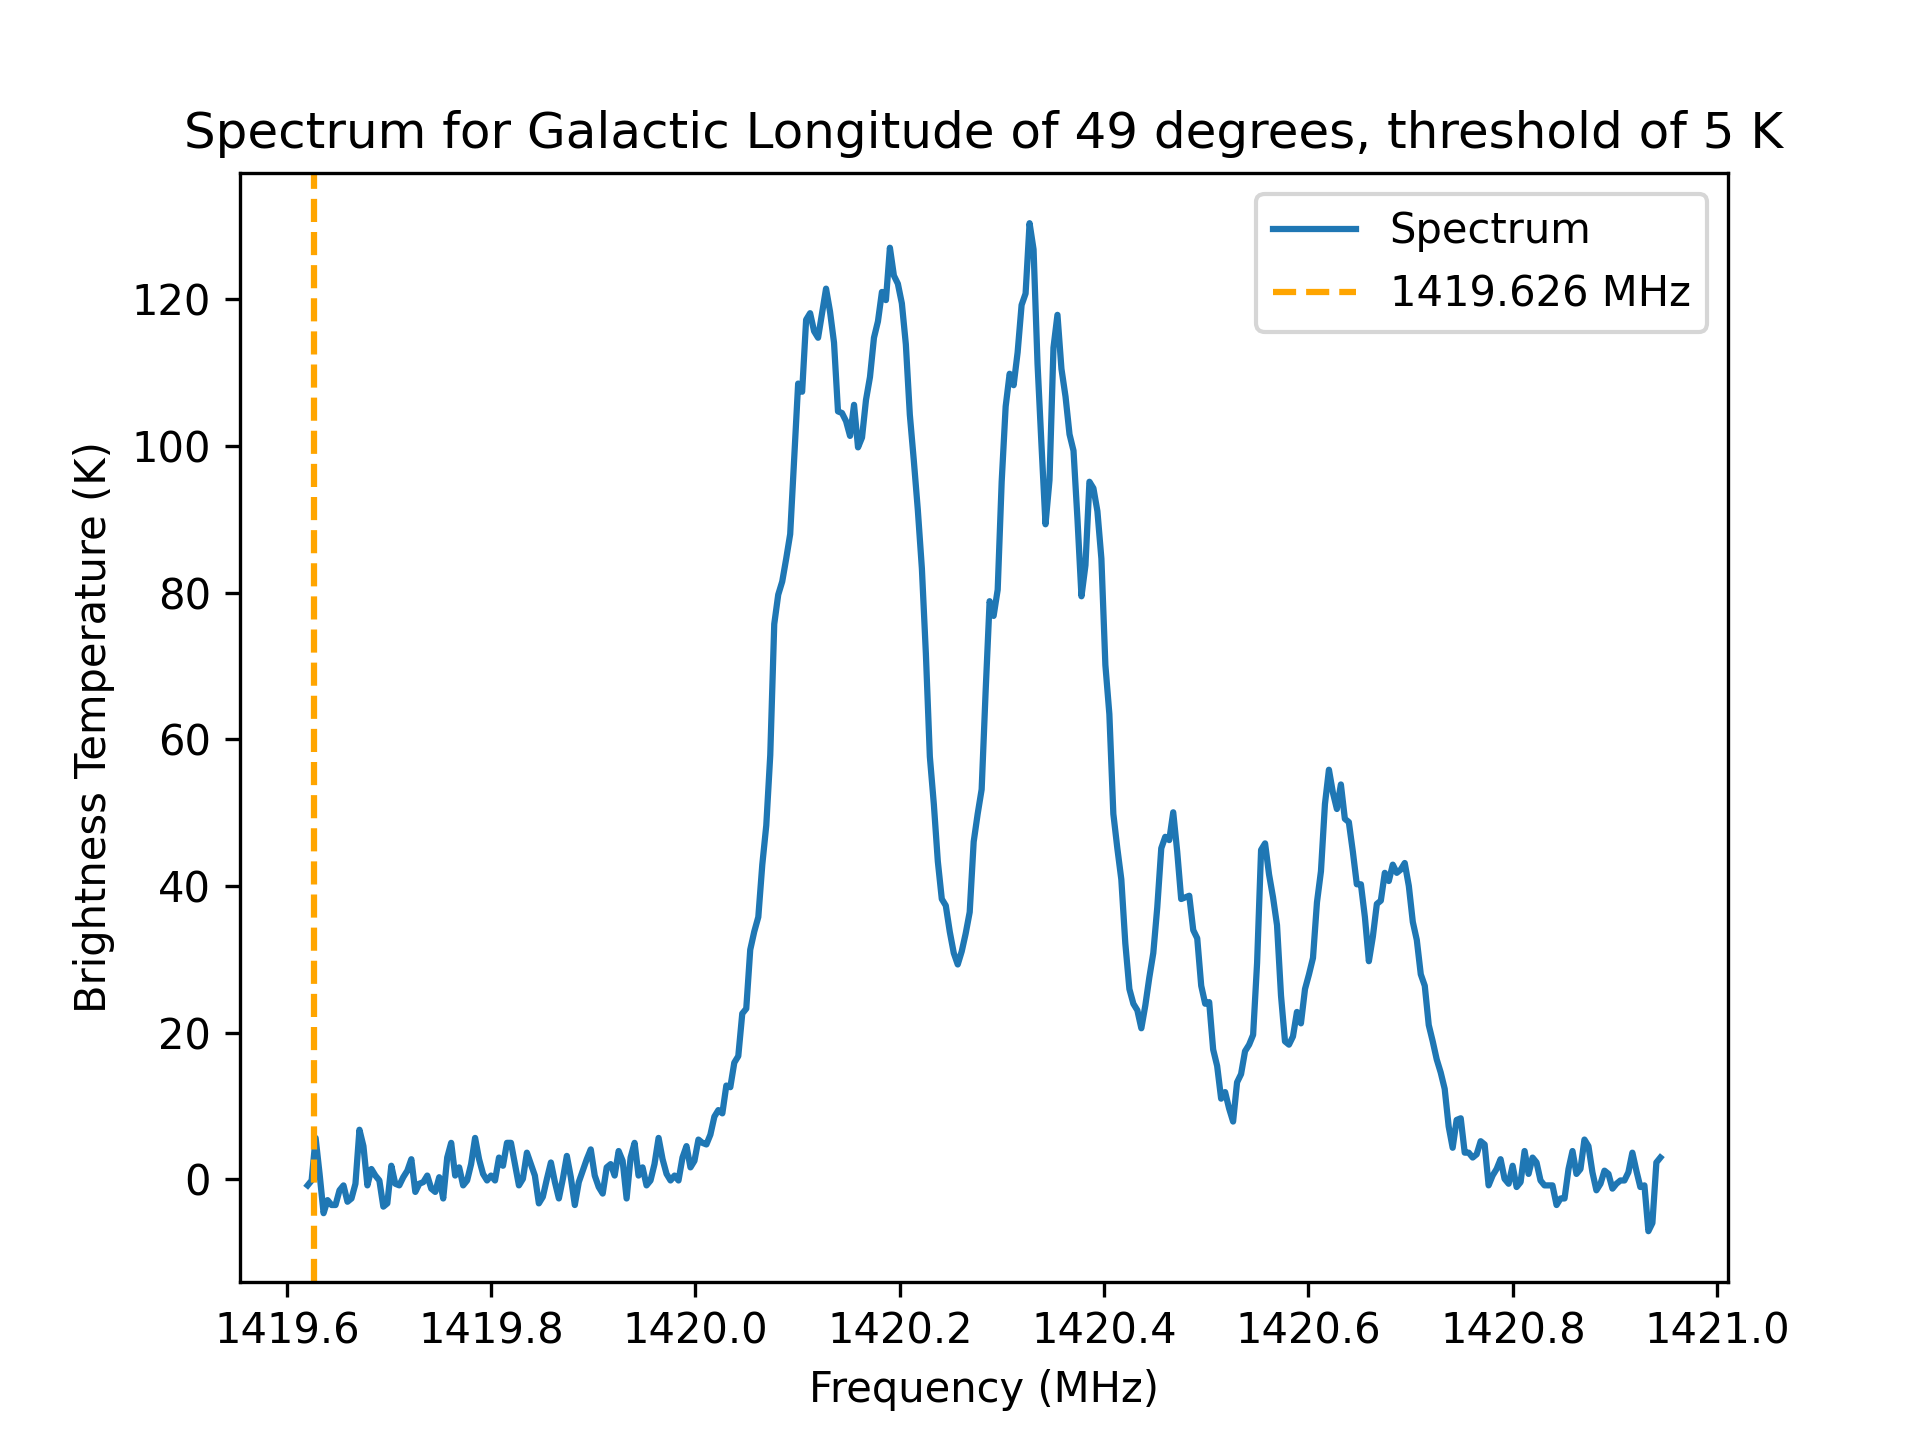 Spectrum for Galactic Longitude of 49 degrees, threshold of 5 K
Spectrum
1419.626 MHz
Brightness Temperature (K)
120
100
80
60
40
20
0
1419.6 1419.8 1420.0 1420.2 1420.4 1420.6 1420.8 1421.0
Frequency (MHz)